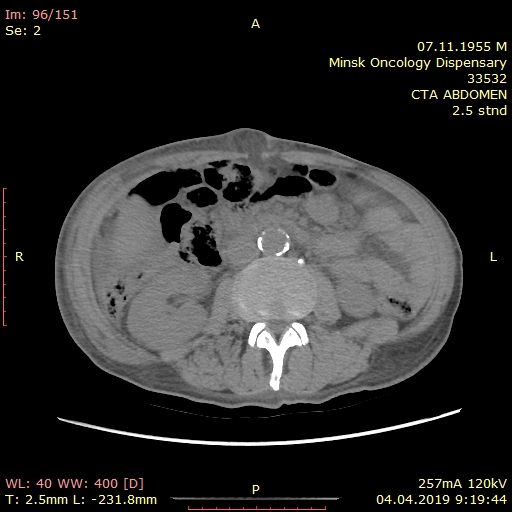 Im: 96/151
Se: 2
A
07.11.1955 M
Minsk Oncology Dispensary
33532
CTA ABDOMEN
2.5 stnd
R
L
WL: 40 WW: 400 [D]
T: 2.5mm L: -231.8mm
P
257mA 120kV
04.04.2019 9:19:44